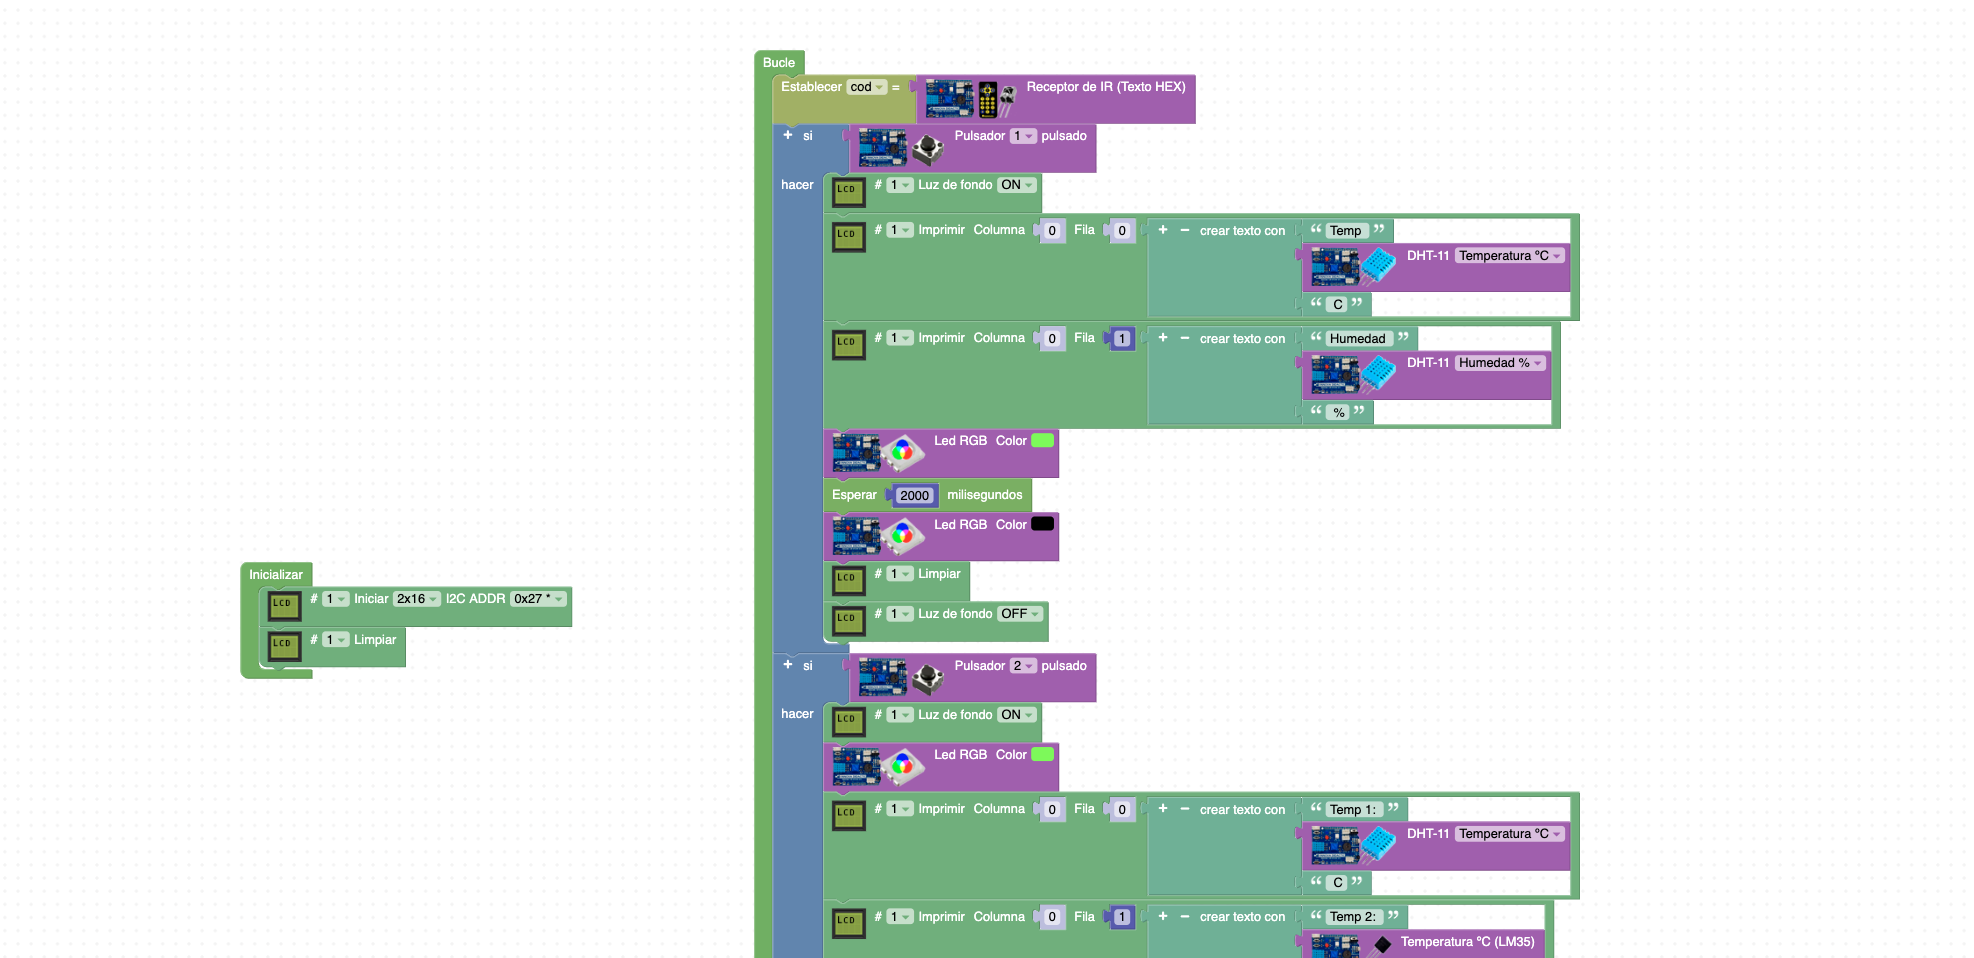 Bucle
Establecer cod = Receptor de IR (Texto HEX)
+ si Pulsador 1 pulsado
hacer LCD # 1 Luz de fondo ON
LCD # 1 Imprimir Columna 0 Fila 0 + − crear texto con “ Temp ”
DHT-11 Temperatura ºC
“ C ”
LCD # 1 Imprimir Columna 0 Fila 1 + − crear texto con “ Humedad ”
DHT-11 Humedad %
“ % ”
Led RGB Color
Esperar 2000 milisegundos
Led RGB Color
LCD # 1 Limpiar
LCD # 1 Luz de fondo OFF
Inicializar
LCD # 1 Iniciar 2x16 I2C ADDR 0x27 *
LCD # 1 Limpiar
+ si Pulsador 2 pulsado
hacer LCD # 1 Luz de fondo ON
Led RGB Color
LCD # 1 Imprimir Columna 0 Fila 0 + − crear texto con “ Temp 1: ”
DHT-11 Temperatura ºC
“ C ”
LCD # 1 Imprimir Columna 0 Fila 1 + − crear texto con “ Temp 2: ”
Temperatura ºC (LM35)